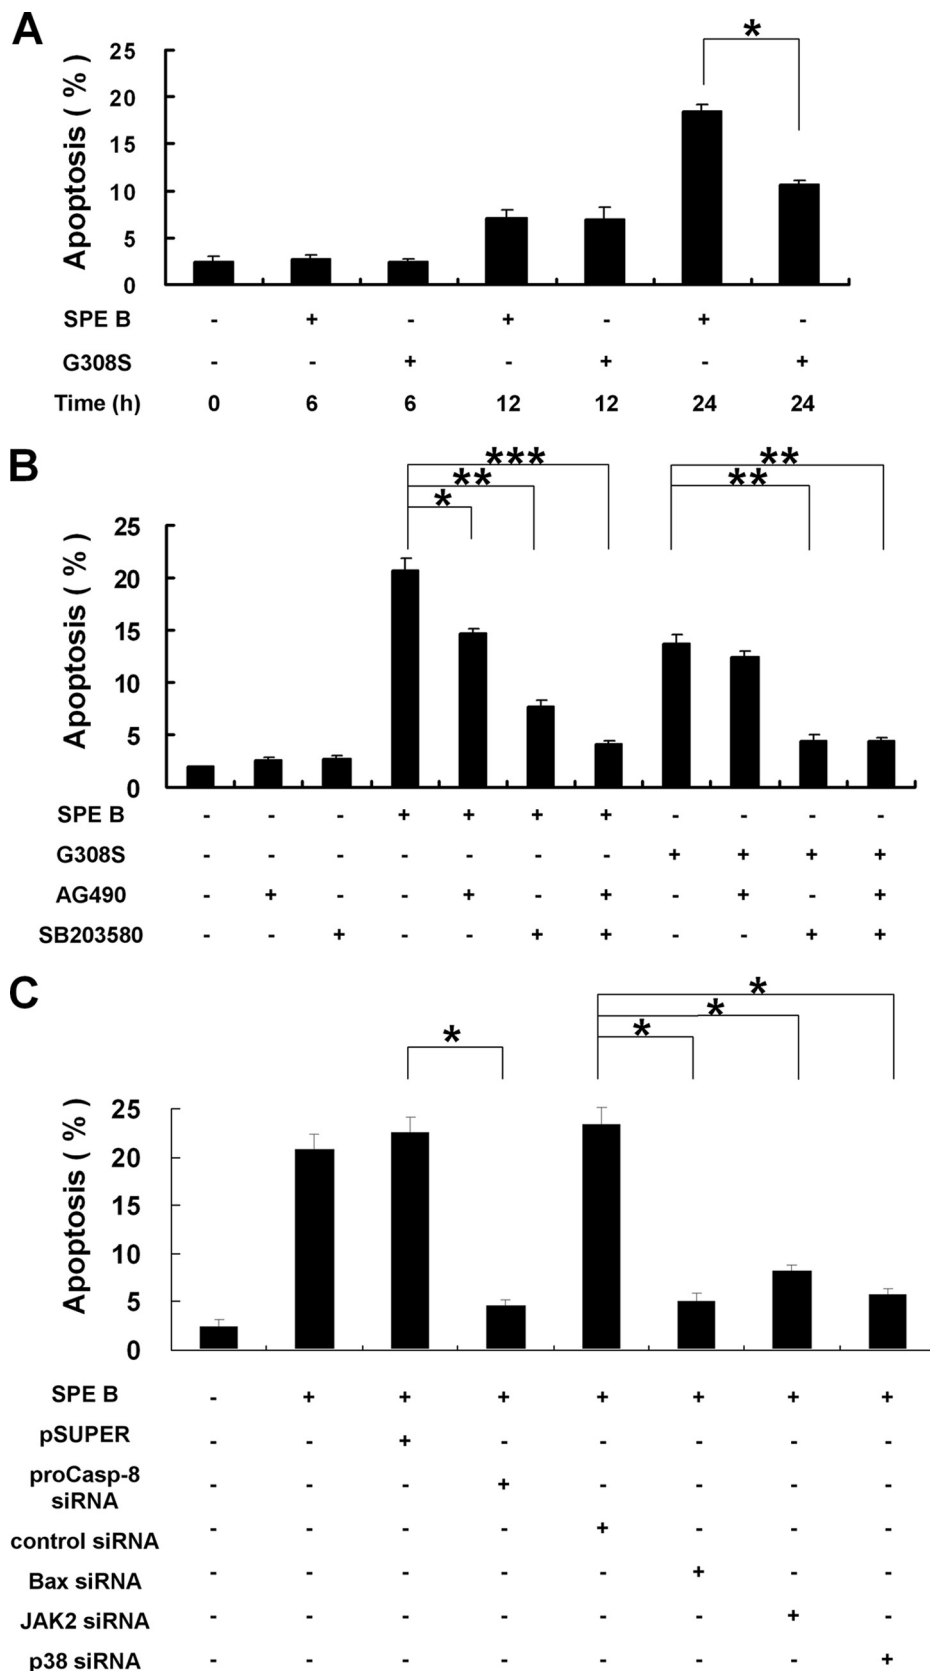 A
*
Apoptosis ( % )
25
20
15
10
5
0
SPE B - + - + - + -
G308S - - + - + - +
Time (h) 0 6 6 12 12 24 24
B
***
**
**
**
*
Apoptosis ( % )
25
20
15
10
5
0
SPE B - - - + + + + - - - -
G308S - - - - - - - + + + +
AG490 - + - - + - + - + - +
SB203580 - - + - - + + - - + +
C
*
*
*
*
Apoptosis ( % )
25
20
15
10
5
0
SPE B - + + + + + + +
pSUPER - - + - - - - -
proCasp-8
siRNA - - - + - - - -
control siRNA - - - - + - - -
Bax siRNA - - - - - + - -
JAK2 siRNA - - - - - - + -
p38 siRNA - - - - - - - +